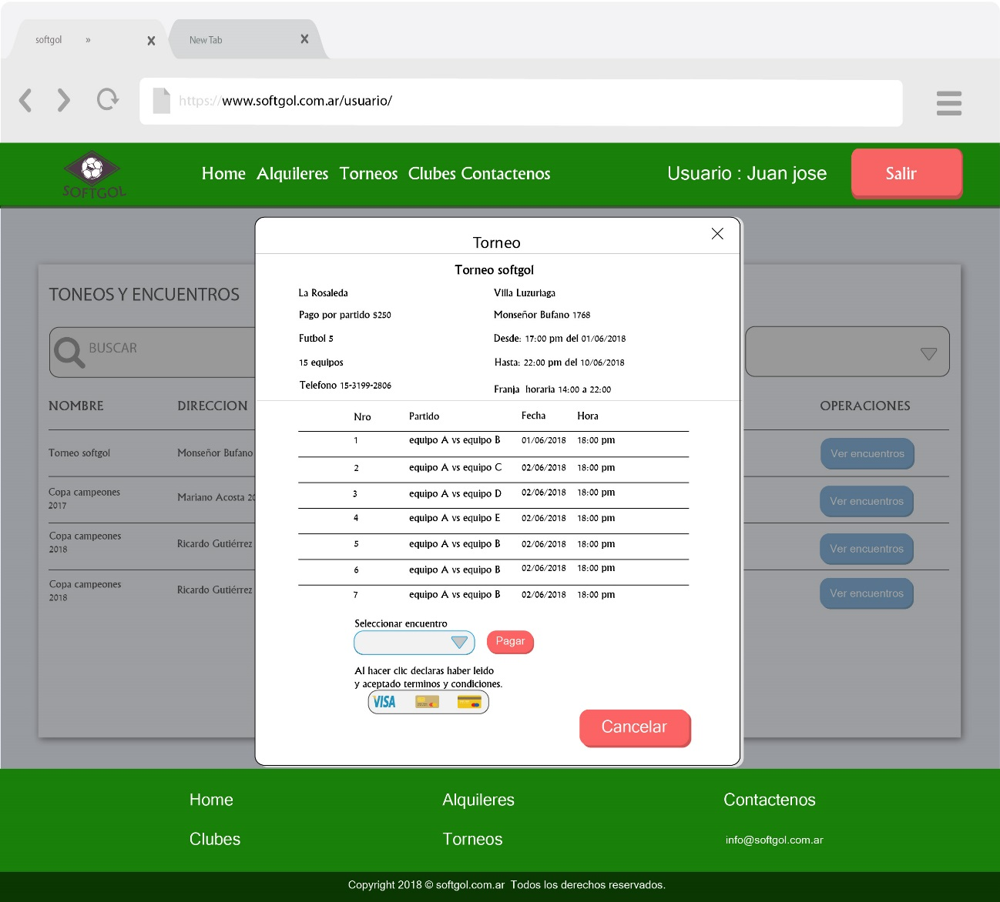 softgol »
New Tab
https://www.softgol.com.ar/usuario/
SOFTGOL
Home Alquileres Torneos Clubes Contactenos
Usuario : Juan jose
Salir
Torneo
Torneo softgol
La Rosaleda Villa Luzuriaga
Pago por partido $250 Monseñor Bufano 1768
Futbol 5 Desde: 17:00 pm del 01/06/2018
15 equipos Hasta: 22:00 pm del 10/06/2018
Telefono 15-3199-2806 Franja horaria 14:00 a 22:00
Nro Partido Fecha Hora
1 equipo A vs equipo B 01/06/2018 18:00 pm
2 equipo A vs equipo C 02/06/2018 18:00 pm
3 equipo A vs equipo D 02/06/2018 18:00 pm
4 equipo A vs equipo E 02/06/2018 18:00 pm
5 equipo A vs equipo B 02/06/2018 18:00 pm
6 equipo A vs equipo B 02/06/2018 18:00 pm
7 equipo A vs equipo B 02/06/2018 18:00 pm
Seleccionar encuentro
Pagar
Al hacer clic declaras haber leido
y aceptado terminos y condiciones.
VISA
Cancelar
TONEOS Y ENCUENTROS
BUSCAR
NOMBRE DIRECCION OPERACIONES
Torneo softgol Monseñor Bufano Ver encuentros
Copa campeones
2017 Mariano Acosta 20 Ver encuentros
Copa campeones
2018 Ricardo Gutiérrez Ver encuentros
Copa campeones
2018 Ricardo Gutiérrez Ver encuentros
Home Alquileres Contactenos
Clubes Torneos info@softgol.com.ar
Copyright 2018 © softgol.com.ar Todos los derechos reservados.